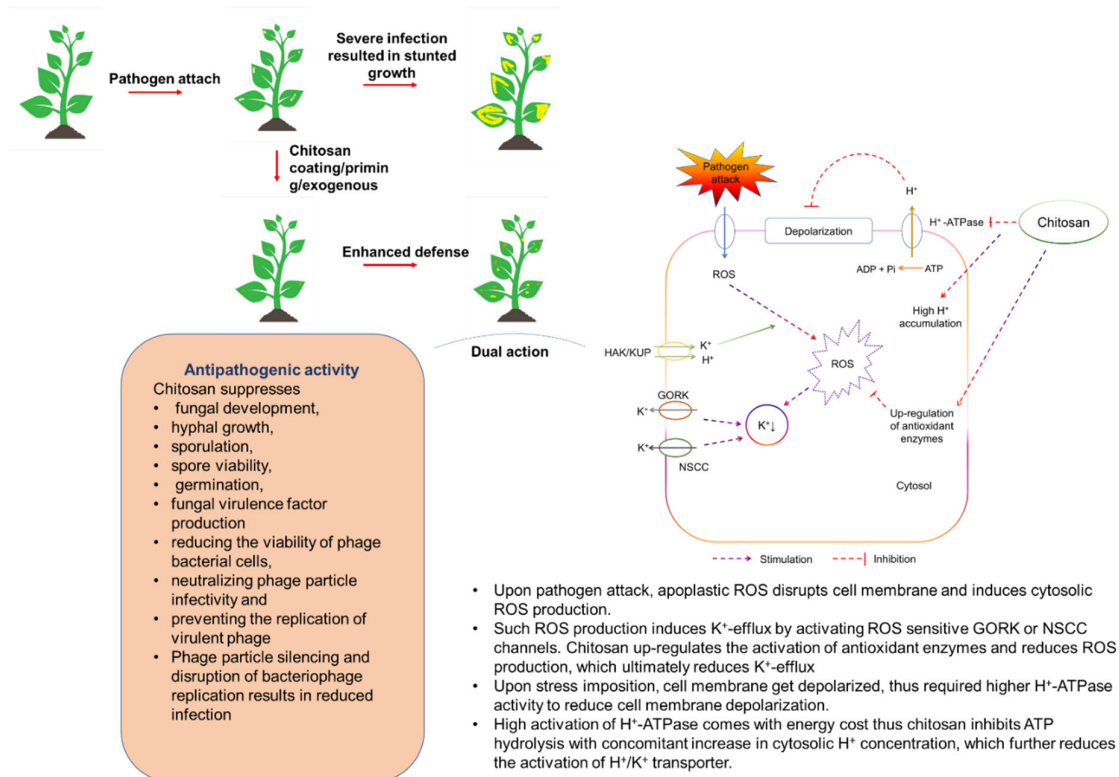 Pathogen attach
Severe infection
resulted in stunted
growth
Chitosan
coating/primin
g/exogenous
Enhanced defense
Dual action
Antipathogenic activity
Chitosan suppresses
• fungal development,
• hyphal growth,
• sporulation,
• spore viability,
• germination,
• fungal virulence factor
production
• reducing the viability of phage
bacterial cells,
• neutralizing phage particle
infectivity and
• preventing the replication of
virulent phage
• Phage particle silencing and
disruption of bacteriophage
replication results in reduced
infection
Pathogen
attack
Depolarization
H⁺
H⁺-ATPase
Chitosan
ROS
ADP + Pi
ATP
High H⁺
accumulation
HAK/KUP
K⁺
H⁺
ROS
GORK
K⁺
K⁺↓
K⁺
NSCC
Up-regulation
of antioxidant
enzymes
Cytosol
Stimulation
Inhibition
• Upon pathogen attack, apoplastic ROS disrupts cell membrane and induces cytosolic
ROS production.
• Such ROS production induces K⁺-efflux by activating ROS sensitive GORK or NSCC
channels. Chitosan up-regulates the activation of antioxidant enzymes and reduces ROS
production, which ultimately reduces K⁺-efflux
• Upon stress imposition, cell membrane get depolarized, thus required higher H⁺-ATPase
activity to reduce cell membrane depolarization.
• High activation of H⁺-ATPase comes with energy cost thus chitosan inhibits ATP
hydrolysis with concomitant increase in cytosolic H⁺ concentration, which further reduces
the activation of H⁺/K⁺ transporter.